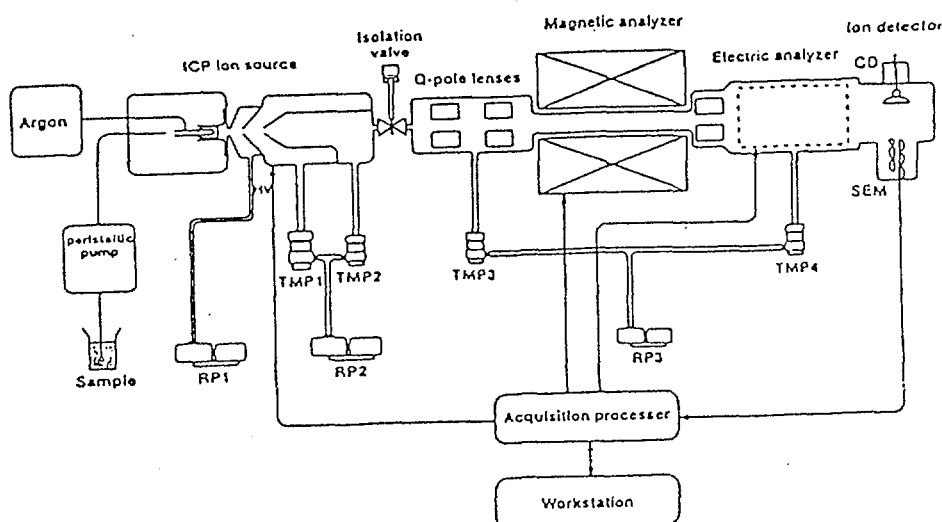 Magnetic analyzer
Ion detector
Isolation
valve
ICP Ion source
Q-pole lenses
Electric analyzer
CD
Argon
HV
SEM
peristaltic
pump
TMP1
TMP2
TMP3
TMP4
Sample
RP1
RP2
RP3
Acquisition processer
Workstation